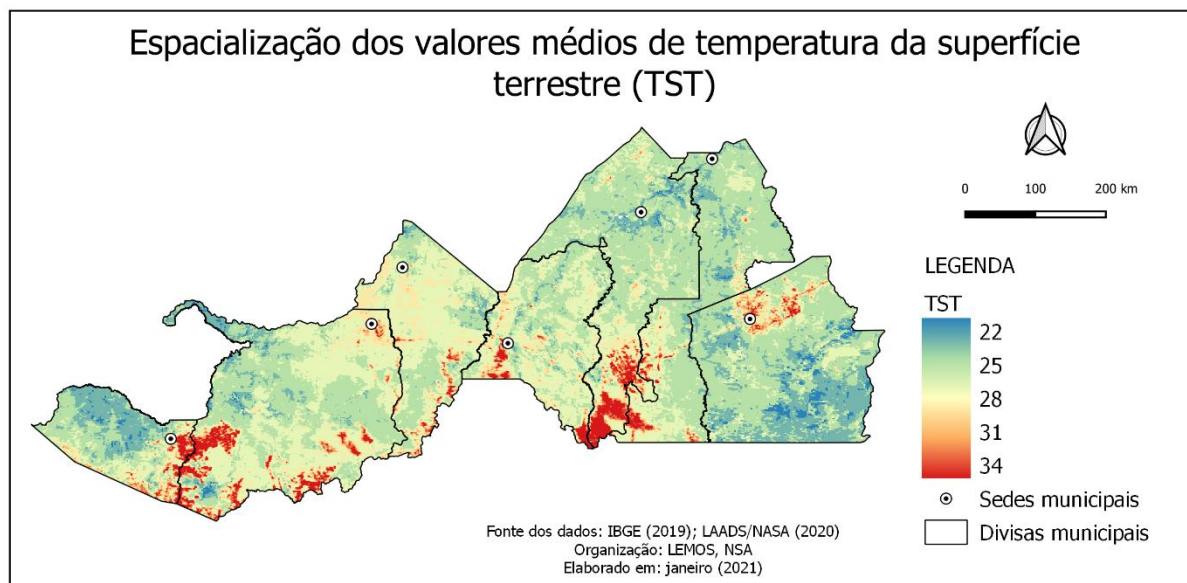 Espacialização dos valores médios de temperatura da superfície
terrestre (TST)
0 100 200 km
LEGENDA
TST
22
25
28
31
34
Sedes municipais
Divisas municipais
Fonte dos dados: IBGE (2019); LAADS/NASA (2020)
Organização: LEMOS, NSA
Elaborado em: janeiro (2021)